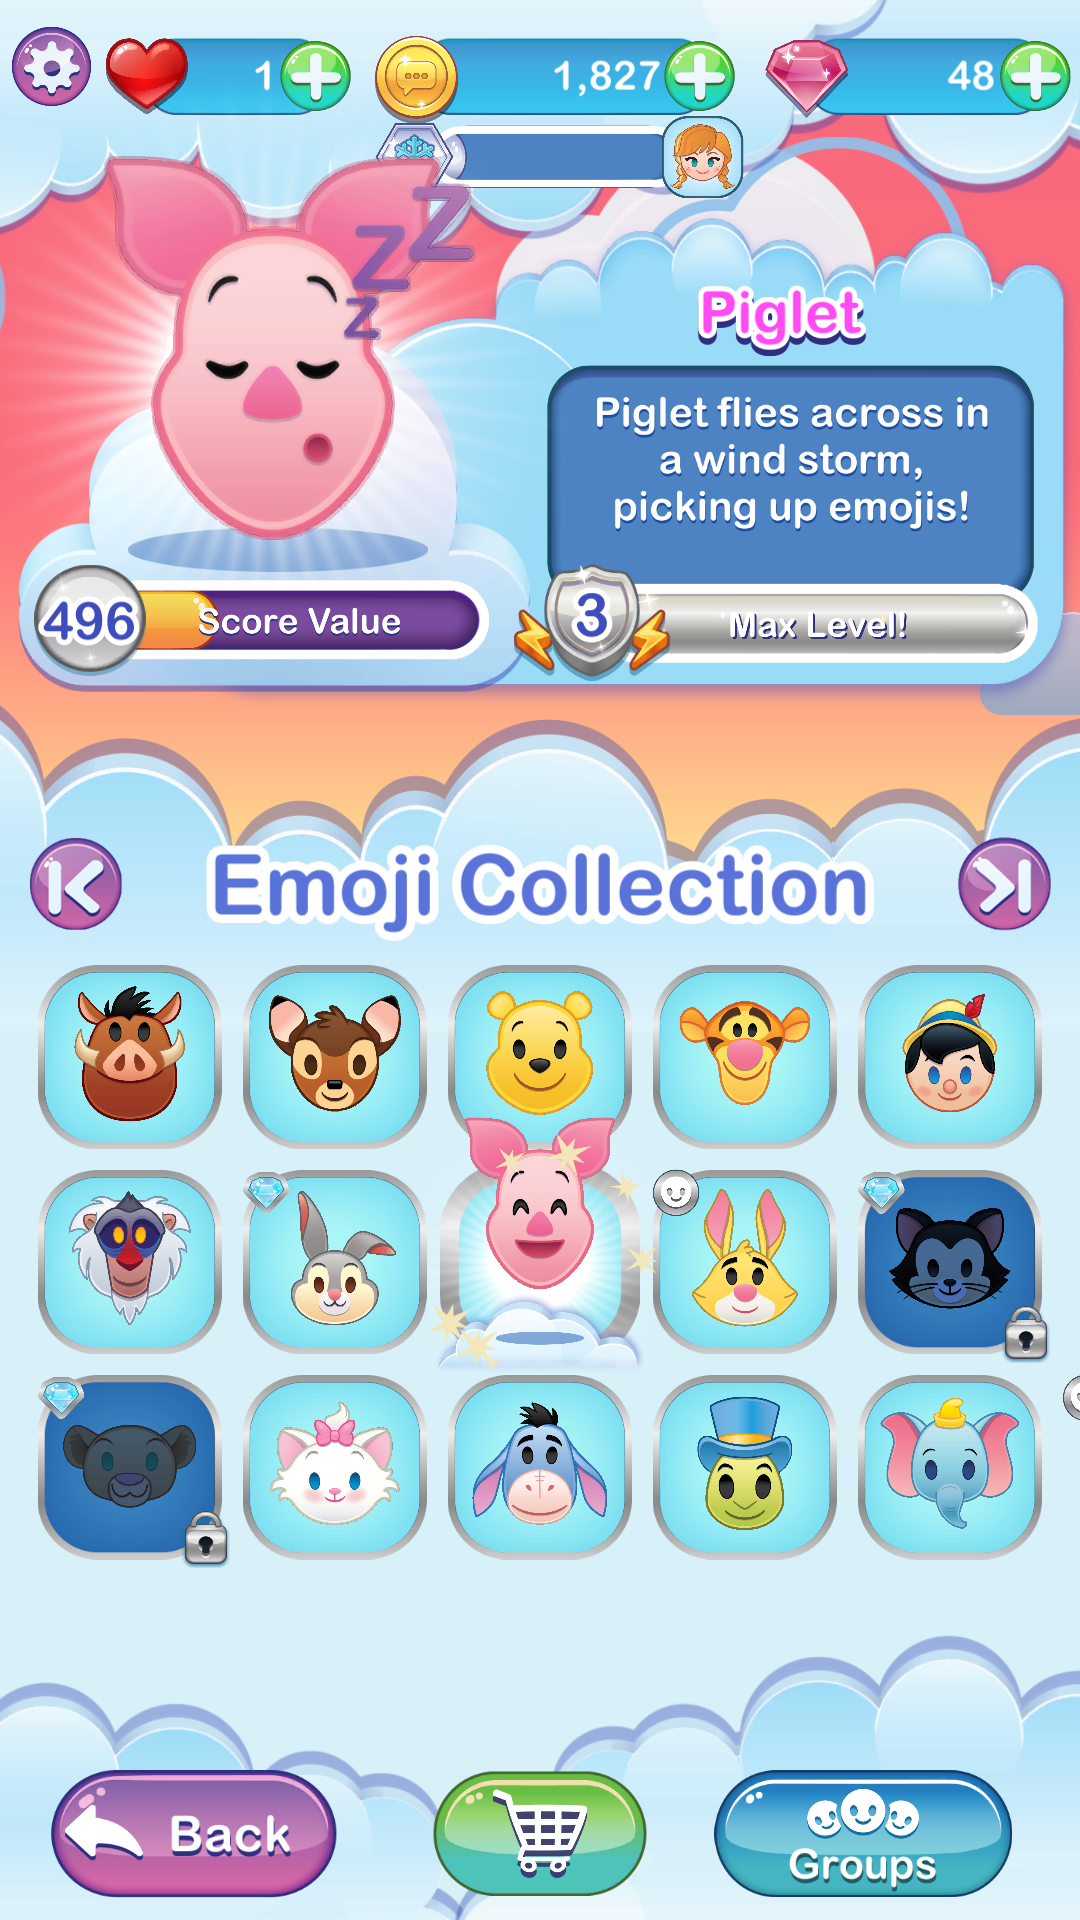 1
1,827
48
Z
Z
Z
Piglet
Piglet flies across in
a wind storm,
picking up emojis!
496
Score Value
3
Max Level!
Emoji Collection
Back
Groups